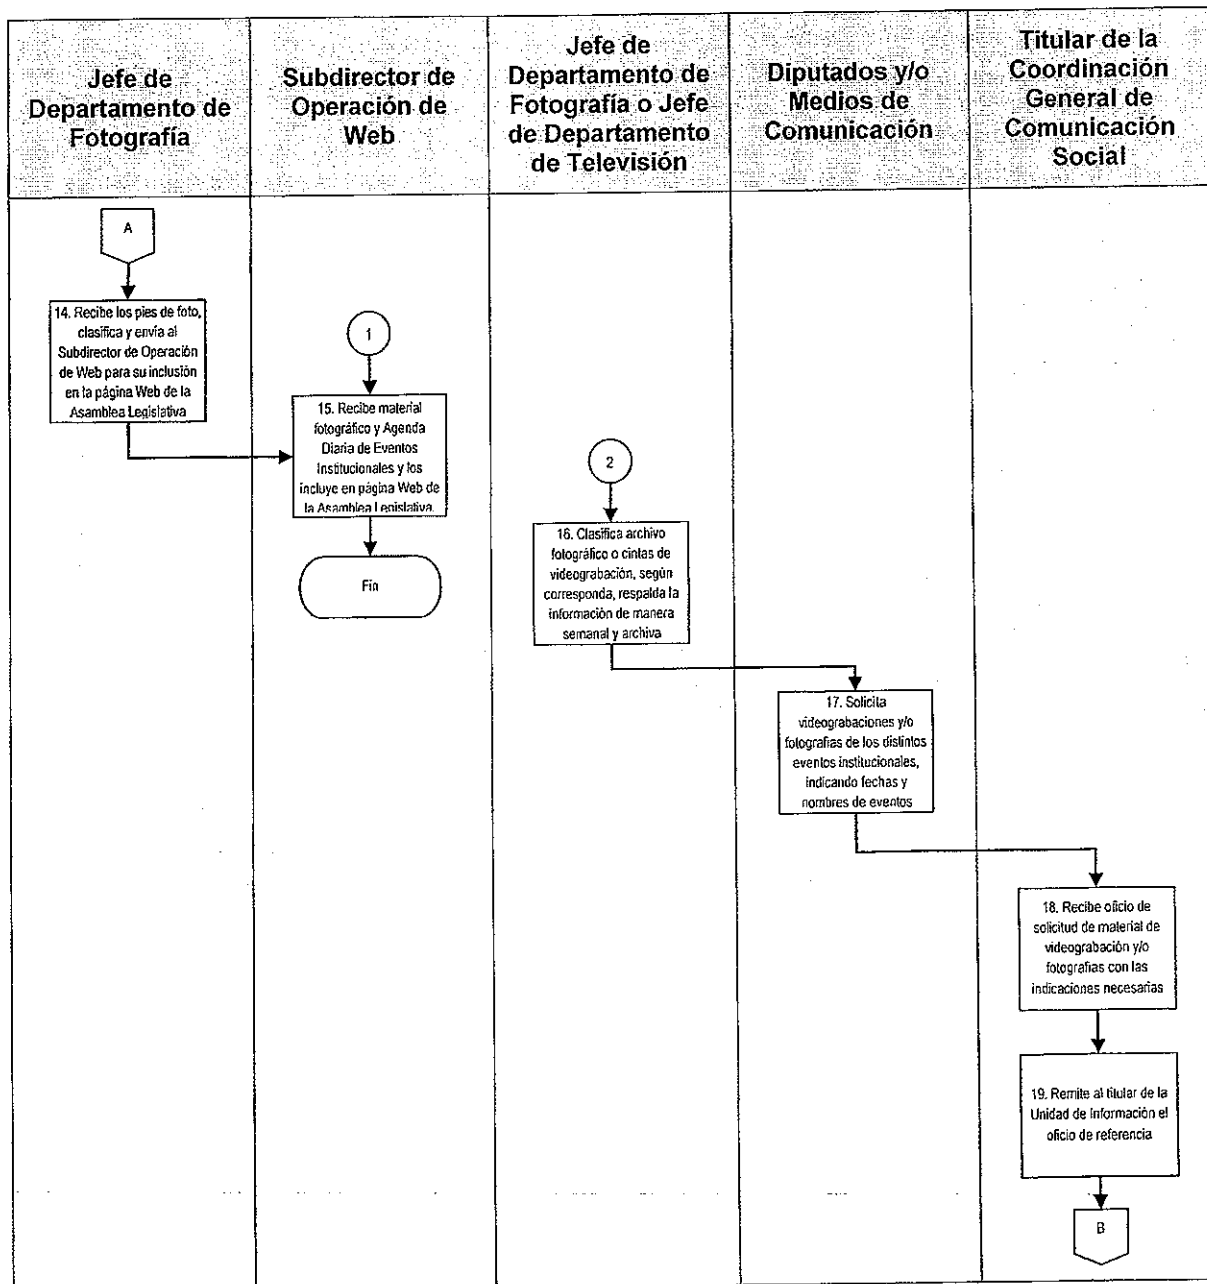 Jefe de
Departamento de
Fotografía
Subdirector de
Operación de
Web
Jefe de
Departamento de
Fotografía o Jefe
de Departamento
de Televisión
Diputados y/o
Medios de
Comunicación
Titular de la
Coordinación
General de
Comunicación
Social
A
14. Recibe los pies de foto,
clasifica y envía al
Subdirector de Operación
de Web para su inclusión
en la página Web de la
Asamblea Legislativa
1
15. Recibe material
fotográfico y Agenda
Diaria de Eventos
Institucionales y los
incluye en página Web de
la Asamblea Legislativa.
Fin
2
16. Clasifica archivo
fotográfico o cintas de
videograbación, según
corresponda, respalda la
información de manera
semanal y archiva
17. Solicita
videograbaciones y/o
fotografías de los distintos
eventos institucionales,
indicando fechas y
nombres de eventos
18. Recibe oficio de
solicitud de material de
videograbación y/o
fotografías con las
indicaciones necesarias
19. Remite al titular de la
Unidad de Información el
oficio de referencia
B